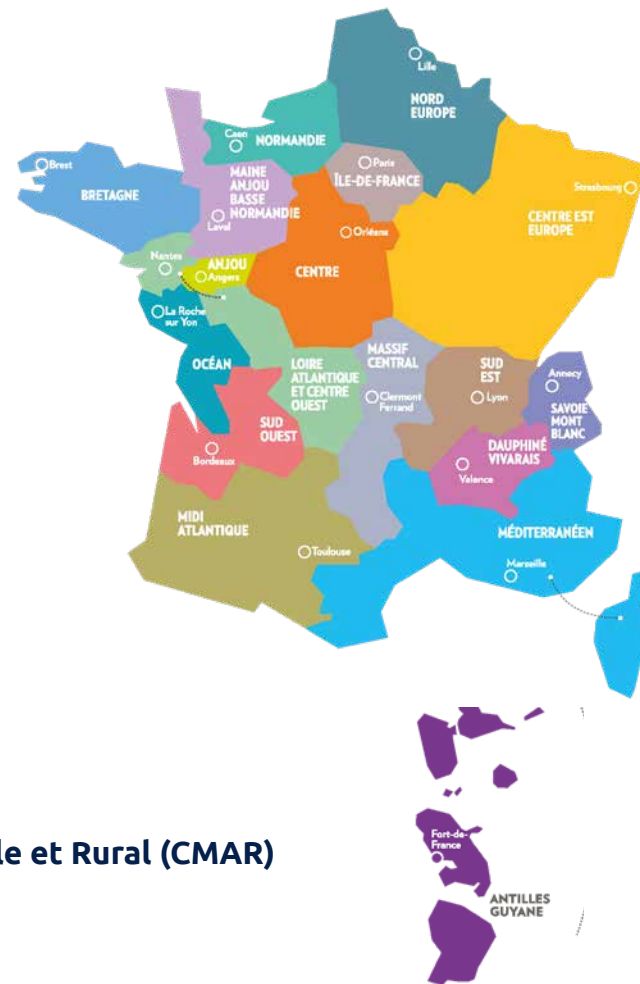 Lille
NORD
EUROPE
Caen
NORMANDIE
Paris
ÎLE-DE-FRANCE
Brest
BRETAGNE
MAINE
ANJOU
BASSE
NORMANDIE
Laval
Strasbourg
CENTRE EST
EUROPE
Orléans
CENTRE
Nantes
ANJOU
Angers
La Roche
sur Yon
OCÉAN
LOIRE
ATLANTIQUE
ET CENTRE
OUEST
MASSIF
CENTRAL
Clermont
Ferrand
SUD
EST
Lyon
Annecy
SAVOIE
MONT
BLANC
SUD
OUEST
Bordeaux
DAUPHINÉ
VIVARAIS
Valence
MIDI
ATLANTIQUE
Toulouse
MÉDITERRANÉEN
Marseille
le et Rural (CMAR)
Fort-de-
France
ANTILLES
GUYANE